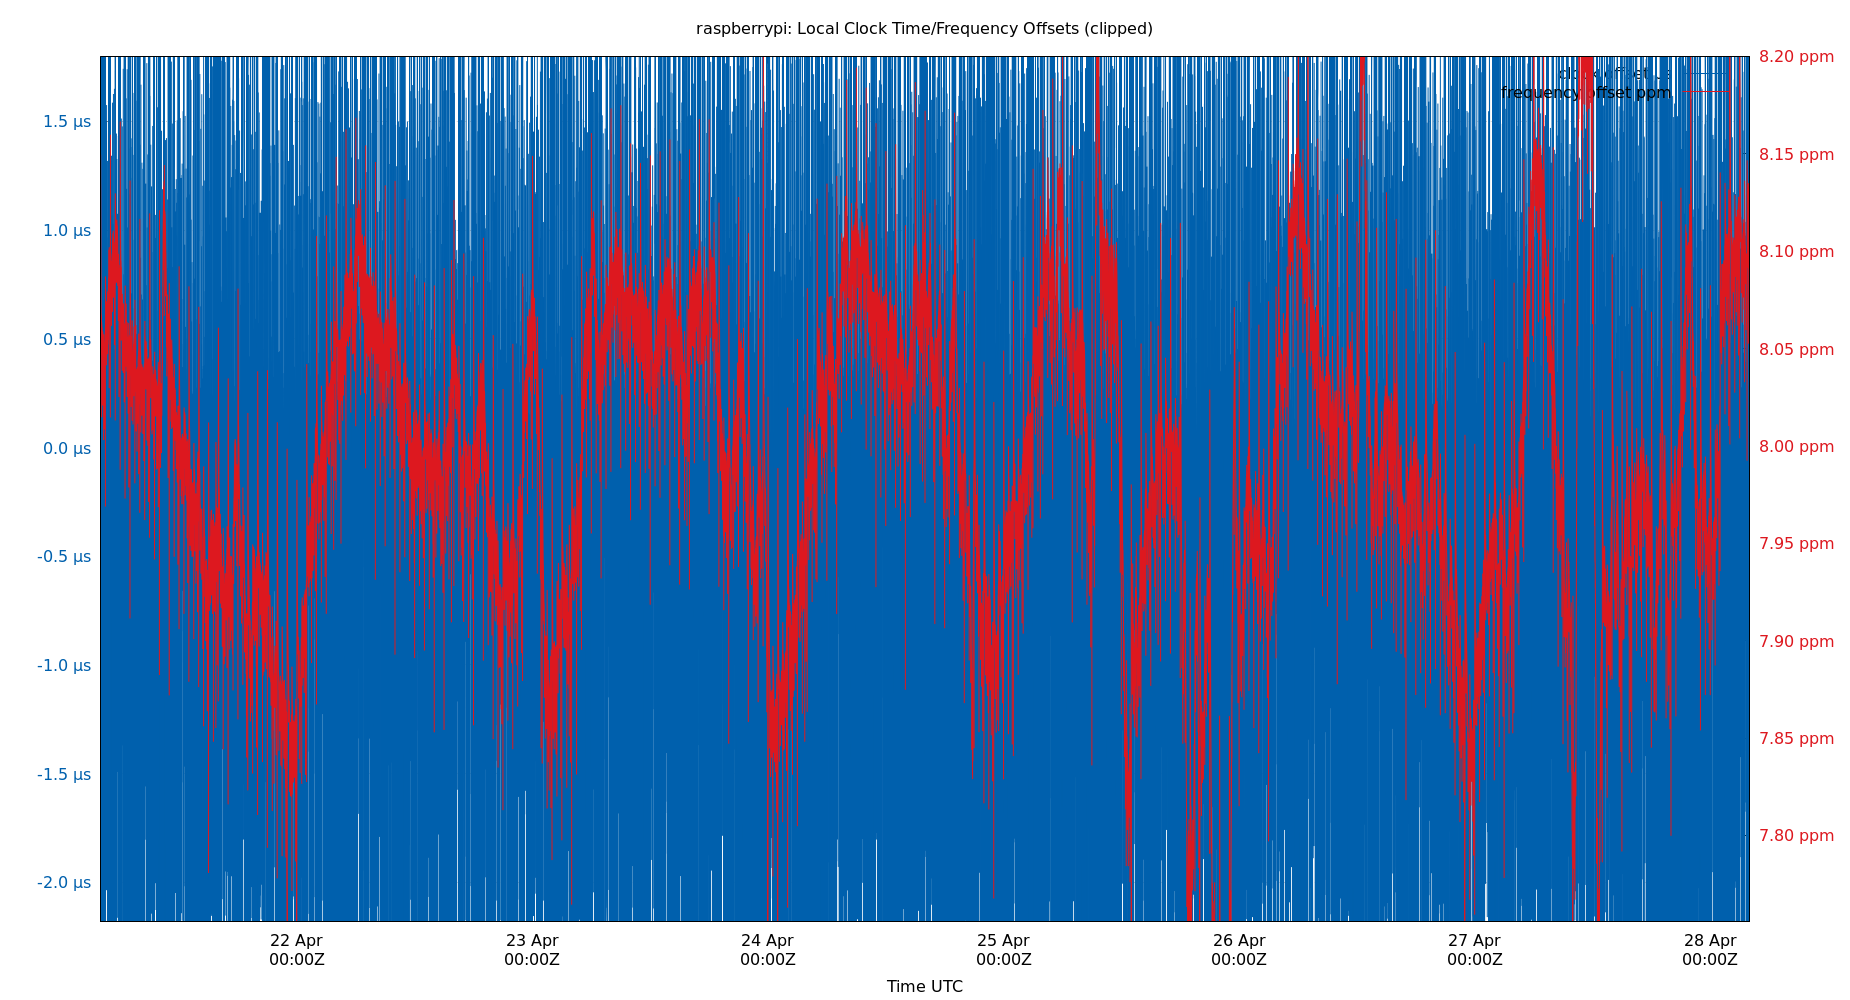 raspberrypi: Local Clock Time/Frequency Offsets (clipped)
8.20 ppm
clock offset µs
frequency offset ppm
1.5 µs
8.15 ppm
1.0 µs
8.10 ppm
0.5 µs
8.05 ppm
0.0 µs
8.00 ppm
-0.5 µs
7.95 ppm
-1.0 µs
7.90 ppm
-1.5 µs
7.85 ppm
7.80 ppm
-2.0 µs
22 Apr 23 Apr 24 Apr 25 Apr 26 Apr 27 Apr 28 Apr
00:00Z 00:00Z 00:00Z 00:00Z 00:00Z 00:00Z 00:00Z
Time UTC